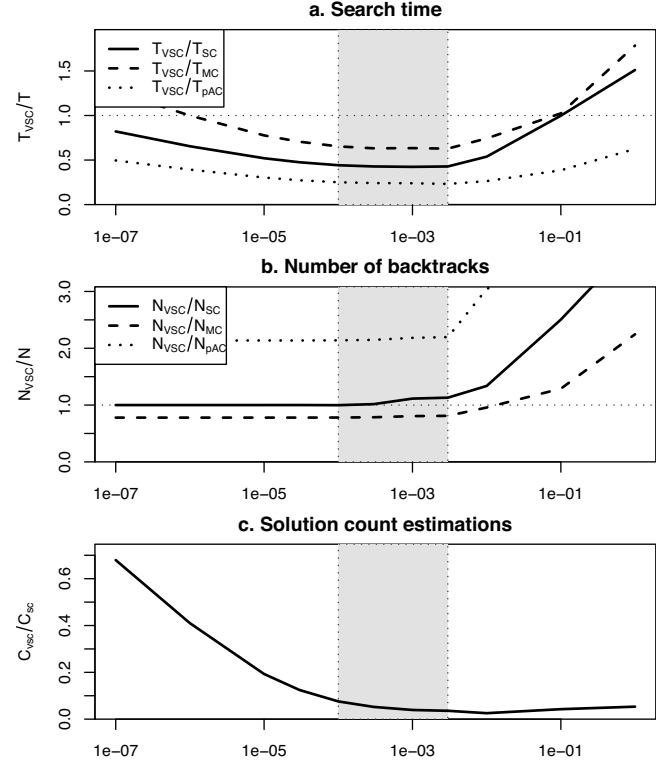 a. Search time
T_VSC/T_SC
T_VSC/T_MC
T_VSC/T_pAC
T_VSC/T
0.0 0.5 1.0 1.5
1e-07 1e-05 1e-03 1e-01
b. Number of backtracks
N_VSC/N_SC
N_VSC/N_MC
N_VSC/N_pAC
N_VSC/N
0.0 1.0 2.0 3.0
1e-07 1e-05 1e-03 1e-01
c. Solution count estimations
C_vsc/C_sc
0.0 0.2 0.4 0.6
1e-07 1e-05 1e-03 1e-01